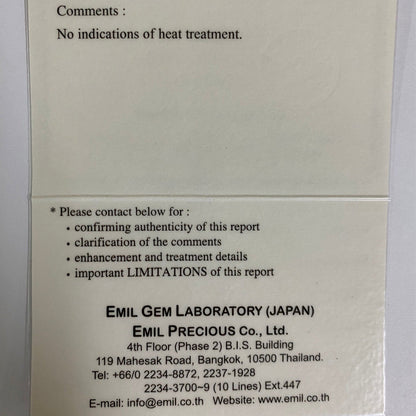 Comments :
No indications of heat treatment.
* Please contact below for :
• confirming authenticity of this report
• clarification of the comments
• enhancement and treatment details
• important LIMITATIONS of this report
EMIL GEM LABORATORY (JAPAN)
EMIL PRECIOUS Co., Ltd.
4th Floor (Phase 2) B.I.S. Building
119 Mahesak Road, Bangkok, 10500 Thailand.
Tel: +66/0 2234-8872, 2237-1928
2234-3700~9 (10 Lines) Ext.447
E-mail: info@emil.co.th Website: www.emil.co.th